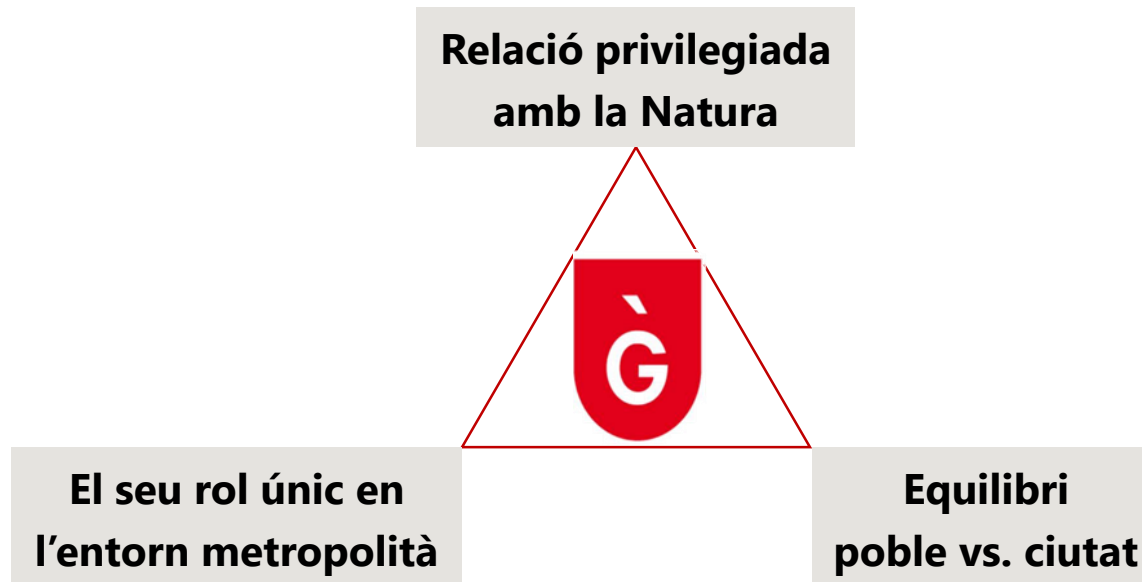 Relació privilegiada
amb la Natura
G̀
El seu rol únic en
l’entorn metropolità
Equilibri
poble vs. ciutat